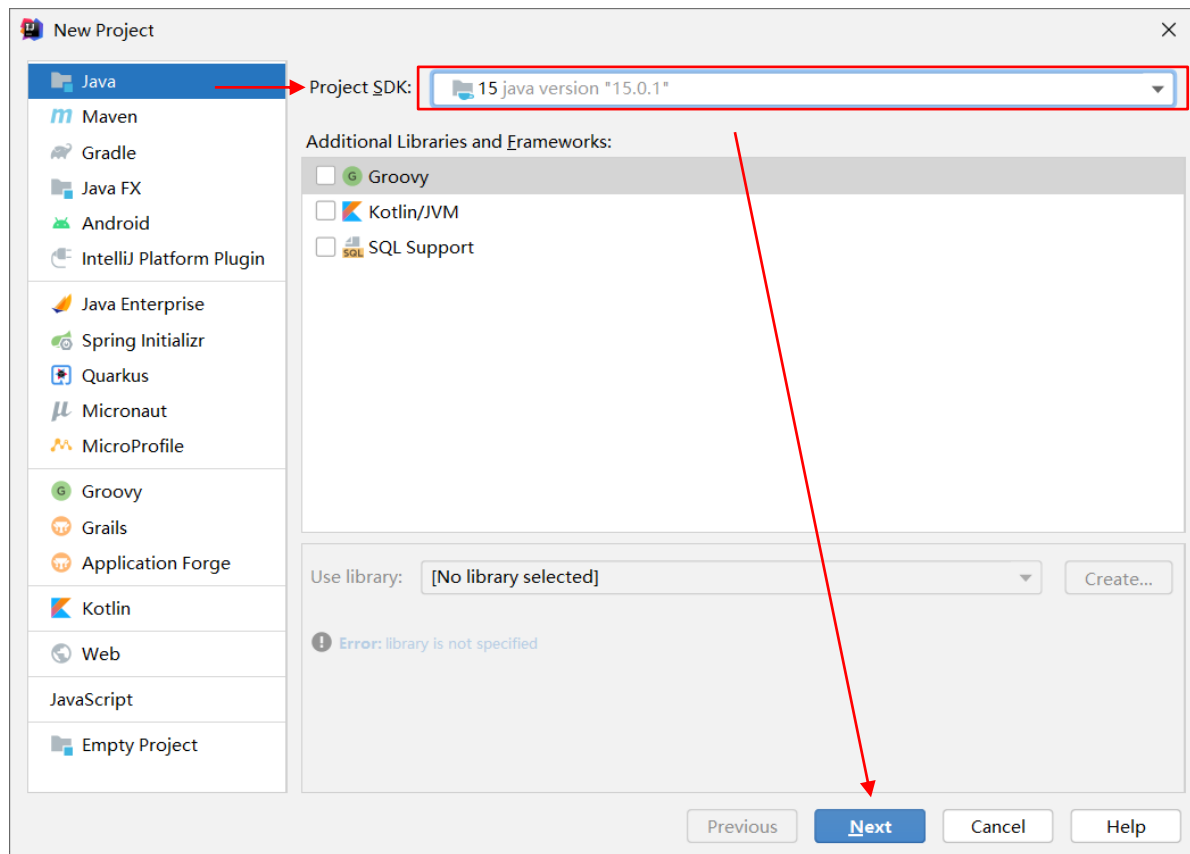 New Project
Java
Maven
Gradle
Java FX
Android
IntelliJ Platform Plugin
Java Enterprise
Spring Initializr
Quarkus
Micronaut
MicroProfile
Groovy
Grails
Application Forge
Kotlin
Web
JavaScript
Empty Project
Project SDK: 15 java version "15.0.1"
Additional Libraries and Frameworks:
G Groovy
Kotlin/JVM
SQL SQL Support
Use library: [No library selected] Create...
Error: library is not specified
Previous Next Cancel Help